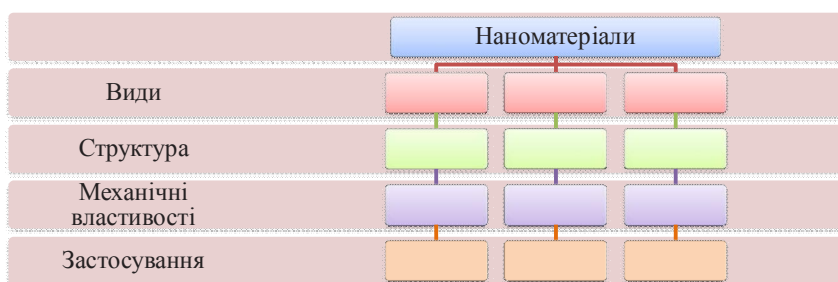 Наноматеріали
Види
Структура
Механічні
властивості
Застосування